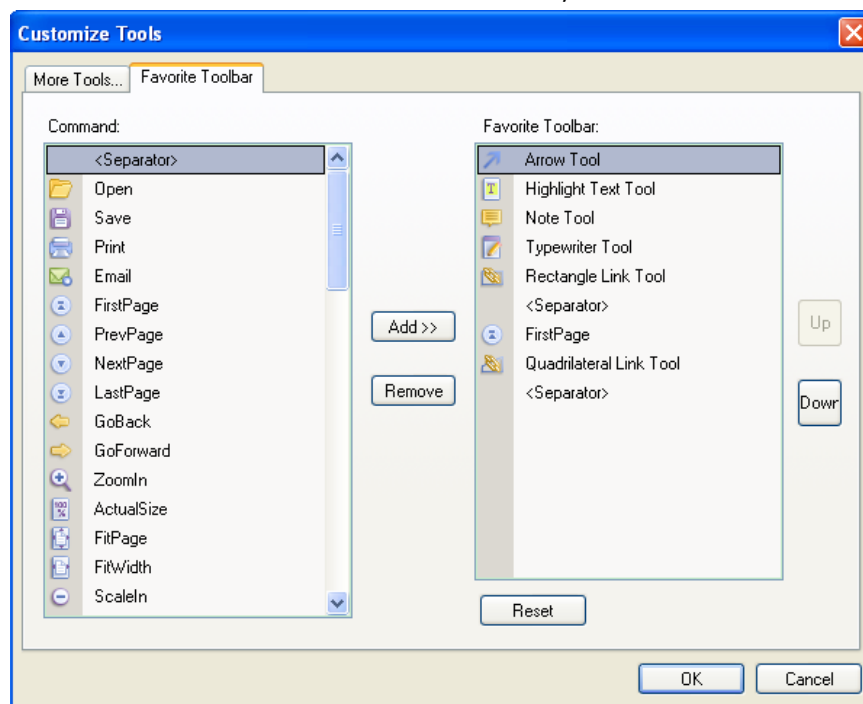 Customize Tools
More Tools... Favorite Toolbar
Command:
<Separator>
Open
Save
Print
Email
FirstPage
PrevPage
NextPage
LastPage
GoBack
GoForward
ZoomIn
ActualSize
FitPage
FitWidth
ScaleIn
Add >>
Remove
Favorite Toolbar:
Arrow Tool
Highlight Text Tool
Note Tool
Typewriter Tool
Rectangle Link Tool
<Separator>
FirstPage
Quadrilateral Link Tool
<Separator>
Up
Down
Reset
OK Cancel